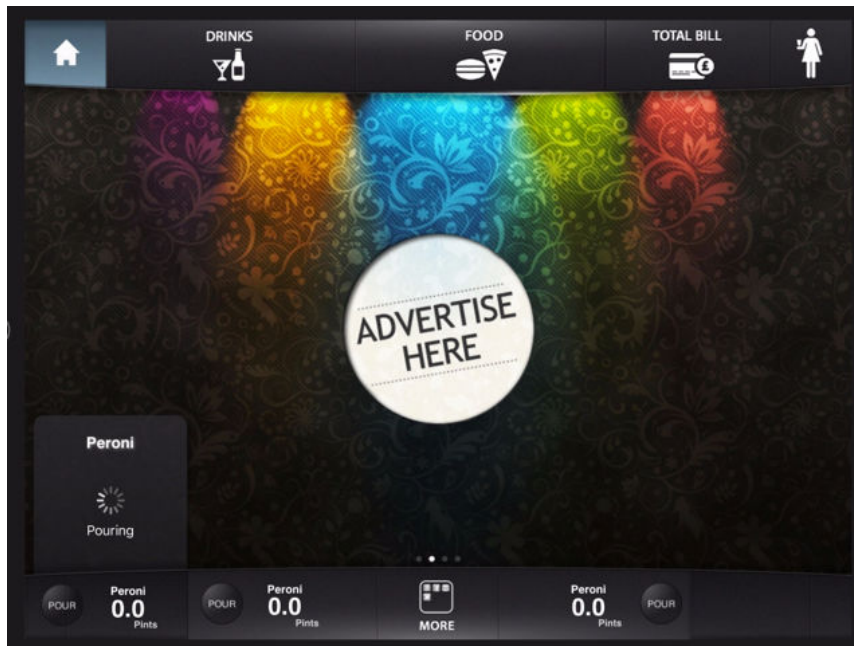 DRINKS
FOOD
TOTAL BILL
£
ADVERTISE
HERE
Peroni
Pouring
POUR
Peroni
0.0
Pints
POUR
Peroni
0.0
Pints
MORE
Peroni
0.0
Pints
POUR